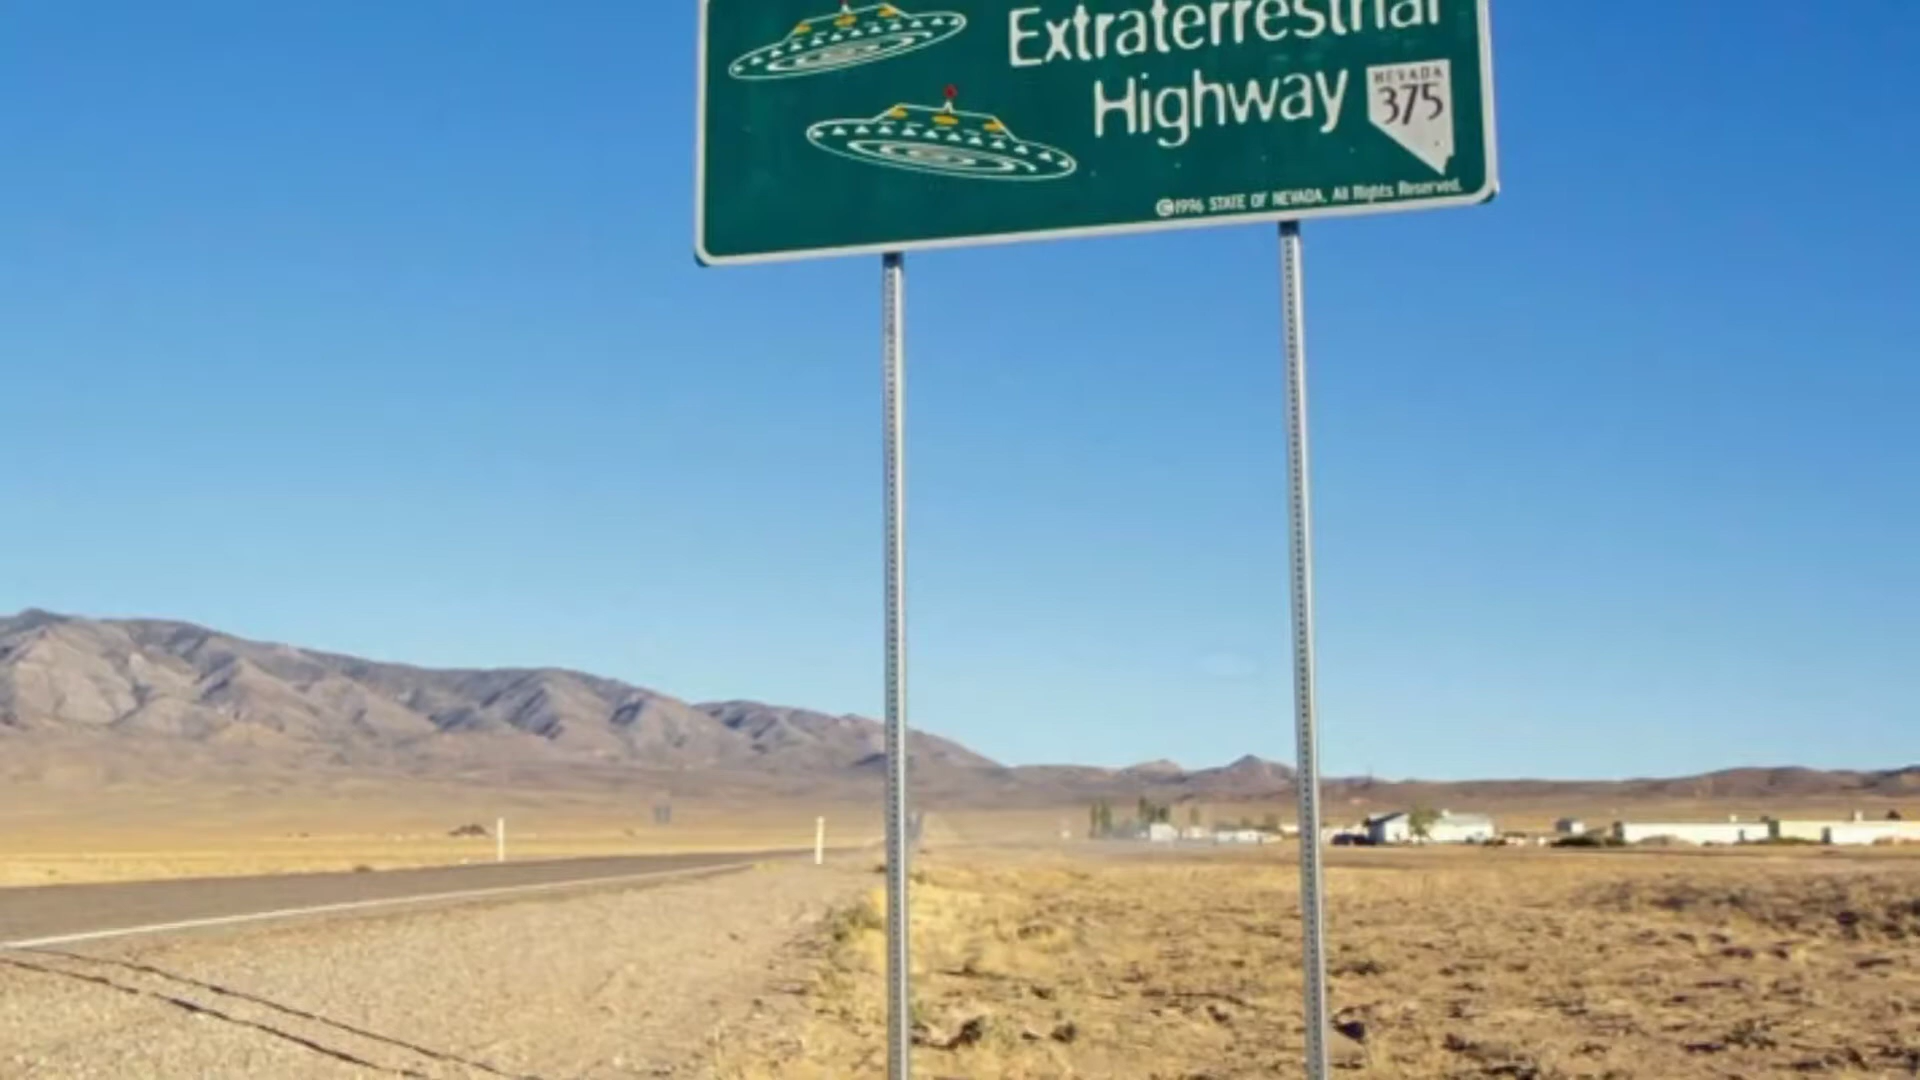 Extraterrestrial
Highway
NEVADA
375
©1996 STATE OF NEVADA. All Rights Reserved.